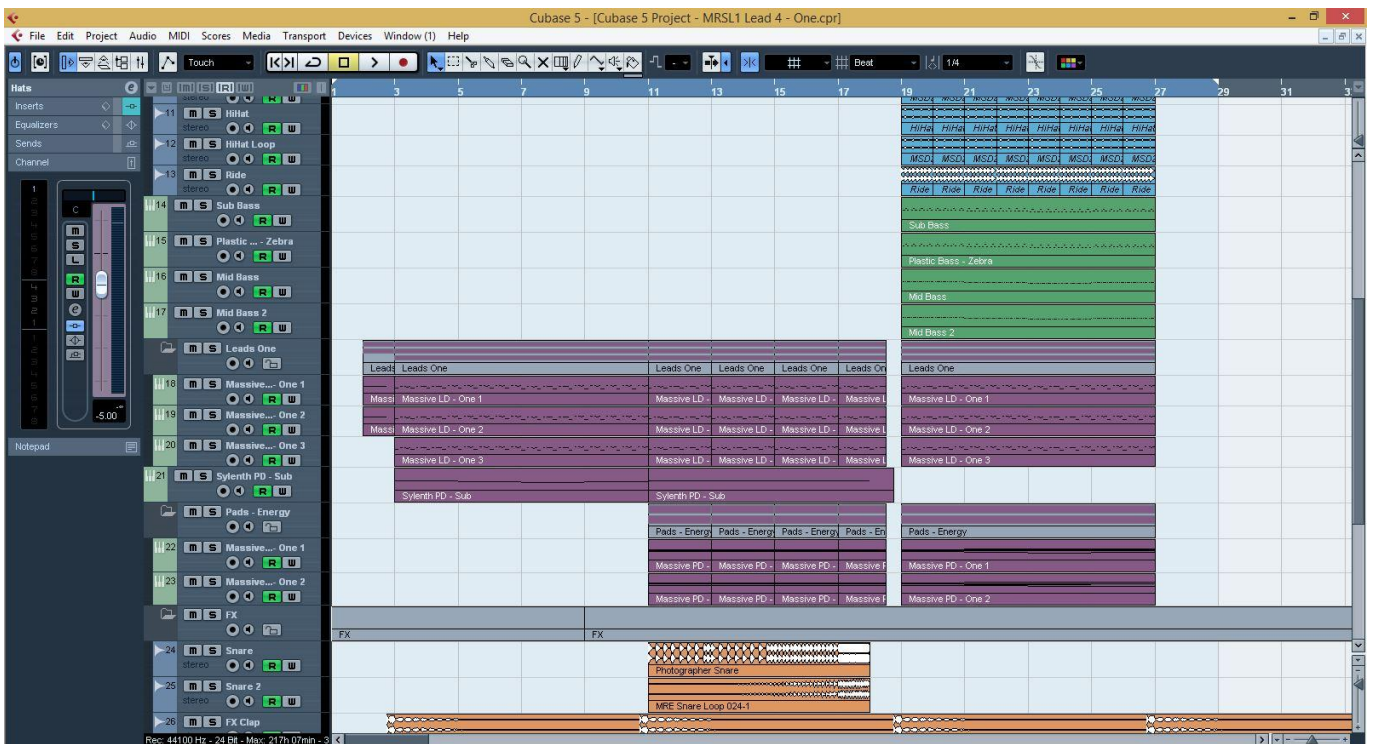 Cubase 5 - [Cubase 5 Project - MRSL1 Lead 4 - One.cpr]
File Edit Project Audio MIDI Scores Media Transport Devices Window (1) Help
Touch Beat 1/4
Hats
Inserts
Equalizers
Sends
Channel
C
-5.00
Notepad
1 3 5 7 9 11 13 15 17 19 21 23 25 27 29 31
11 m S HiHat
stereo R W
HiHat HiHat HiHat HiHat HiHat HiHat HiHat HiHat
12 m S HiHat Loop
stereo R W
13 m S Ride
stereo R W
Ride Ride Ride Ride Ride Ride Ride Ride
14 m S Sub Bass
R W
Sub Bass
15 m S Plastic ... - Zebra
R W
Plastic Bass - Zebra
16 m S Mid Bass
R W
Mid Bass
17 m S Mid Bass 2
R W
Mid Bass 2
m S Leads One
Leads Leads One Leads One Leads One Leads One Leads On Leads One
18 m S Massive...- One 1
R W
Massi Massive LD - One 1 Massive LD - Massive LD - Massive LD - Massive L Massive LD - One 1
19 m S Massive...- One 2
R W
Massi Massive LD - One 2 Massive LD - Massive LD - Massive LD - Massive L Massive LD - One 2
20 m S Massive...- One 3
R W
Massive LD - One 3 Massive LD - Massive LD - Massive LD - Massive L Massive LD - One 3
21 m S Sylenth PD - Sub
R W
Sylenth PD - Sub Sylenth PD - Sub
m S Pads - Energy
Pads - Energy Pads - Energy Pads - Energy Pads - En Pads - Energy
22 m S Massive...- One 1
R W
Massive PD - Massive PD - Massive PD - Massive P Massive PD - One 1
23 m S Massive...- One 2
R W
Massive PD - Massive PD - Massive PD - Massive P Massive PD - One 2
m S FX
FX FX
24 m S Snare
stereo R W
Photographer Snare
25 m S Snare 2
stereo R W
MRE Snare Loop 024-1
26 m S FX Clap
Rec: 44100 Hz - 24 Bit - Max: 217h 07min - 3